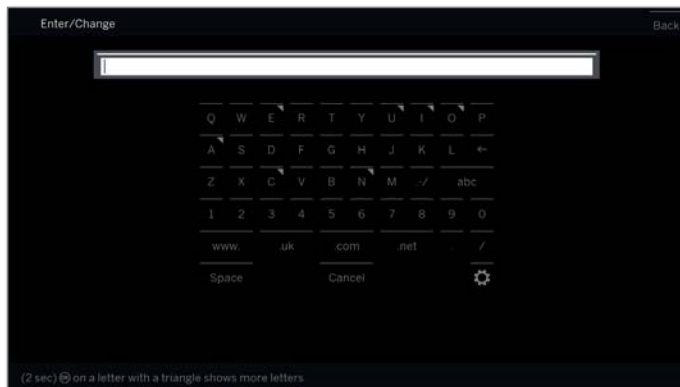 Enter/Change
Back
Q W E R T Y U I O P
A S D F G H J K L ←
Z X C V B N M .-/ abc
1 2 3 4 5 6 7 8 9 0
www. .uk .com .net . /
Space Cancel
(2 sec) OK on a letter with a triangle shows more letters